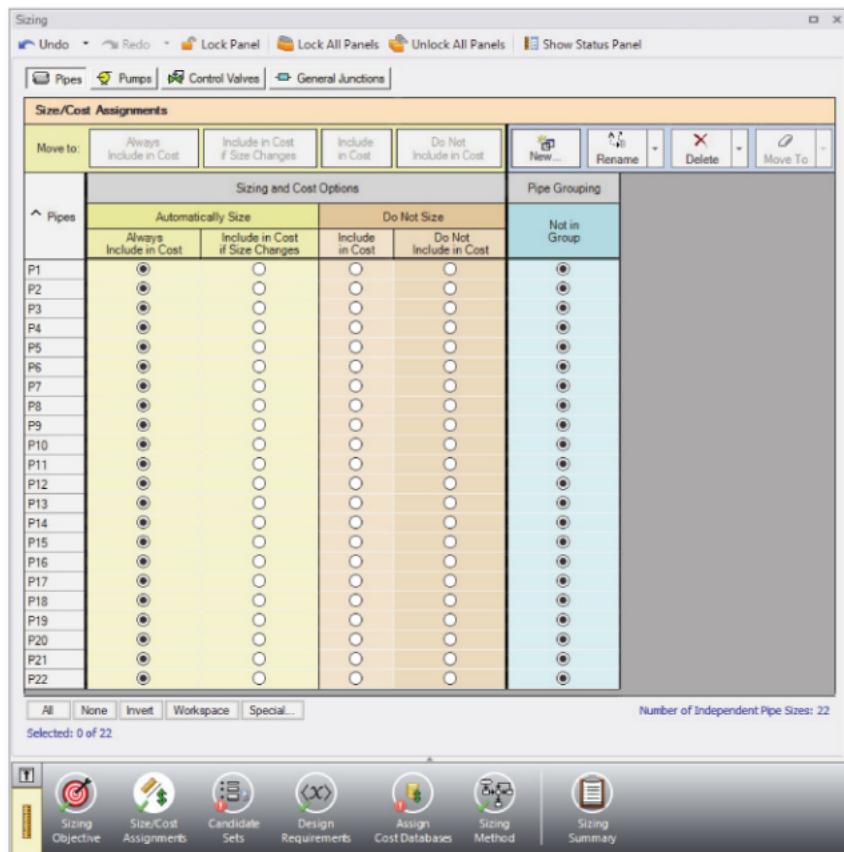 Sizing
Undo Redo Lock Panel Lock All Panels Unlock All Panels Show Status Panel
Pipes Pumps Control Valves General Junctions
Size/Cost Assignments
Move to: Always Include in Cost Include in Cost if Size Changes Include in Cost Do Not Include in Cost New... Rename Delete Move To
Sizing and Cost Options Pipe Grouping
Pipes Automatically Size Do Not Size Not in Group
Always Include in Cost Include in Cost if Size Changes Include in Cost Do Not Include in Cost
P1
P2
P3
P4
P5
P6
P7
P8
P9
P10
P11
P12
P13
P14
P15
P16
P17
P18
P19
P20
P21
P22
All None Invert Workspace Special... Number of Independent Pipe Sizes: 22
Selected: 0 of 22
Sizing Objective Size/Cost Assignments Candidate Sets Design Requirements Assign Cost Databases Sizing Method Sizing Summary